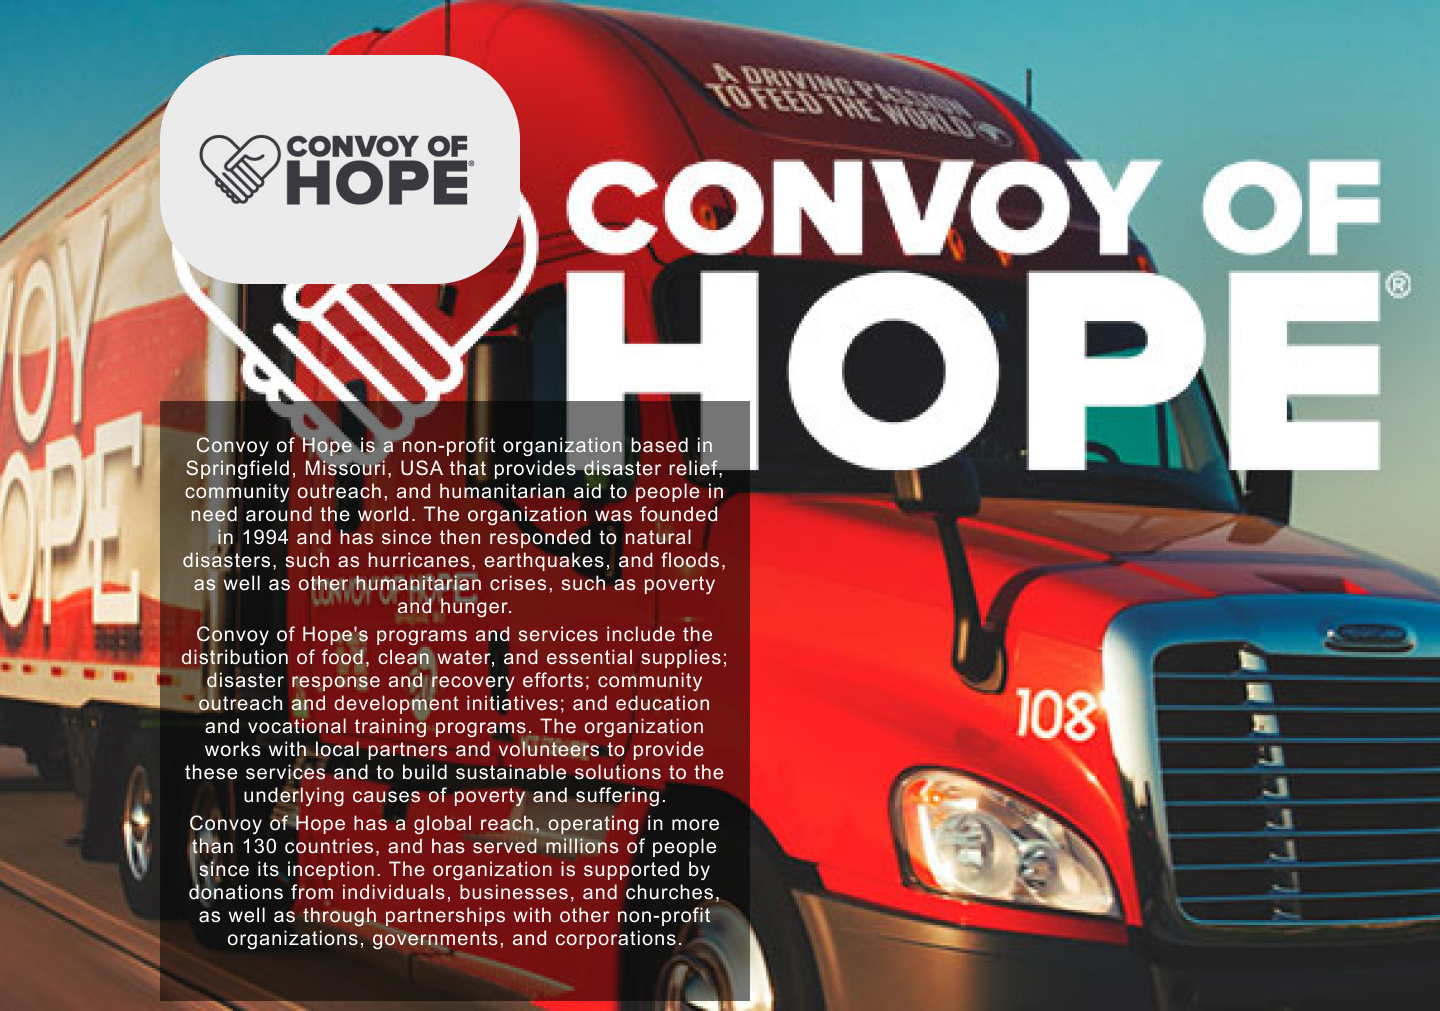 A DRIVING PASSION
TO FEED THE WORLD
CONVOY OF
HOPE®
CONVOY OF
HOPE®
VOY
OPE
CONVOY OF HOPE
108
Convoy of Hope is a non-profit organization based in
Springfield, Missouri, USA that provides disaster relief,
community outreach, and humanitarian aid to people in
need around the world. The organization was founded
in 1994 and has since then responded to natural
disasters, such as hurricanes, earthquakes, and floods,
as well as other humanitarian crises, such as poverty
and hunger.
Convoy of Hope's programs and services include the
distribution of food, clean water, and essential supplies;
disaster response and recovery efforts; community
outreach and development initiatives; and education
and vocational training programs. The organization
works with local partners and volunteers to provide
these services and to build sustainable solutions to the
underlying causes of poverty and suffering.
Convoy of Hope has a global reach, operating in more
than 130 countries, and has served millions of people
since its inception. The organization is supported by
donations from individuals, businesses, and churches,
as well as through partnerships with other non-profit
organizations, governments, and corporations.